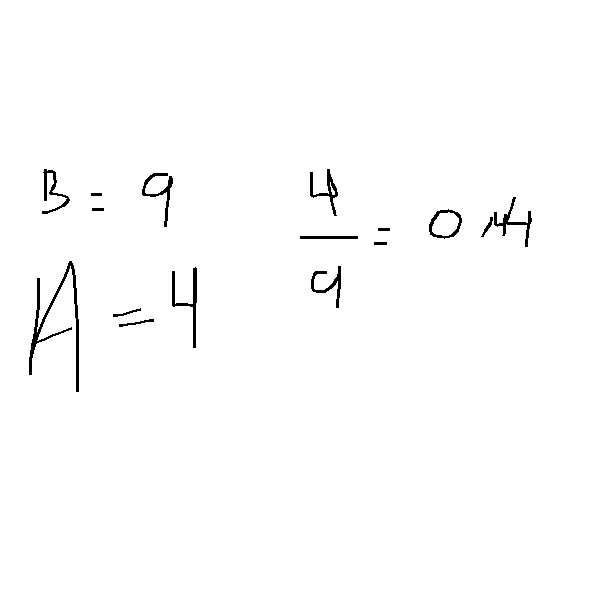 B = 9
A = 4
4/9 = 0,44